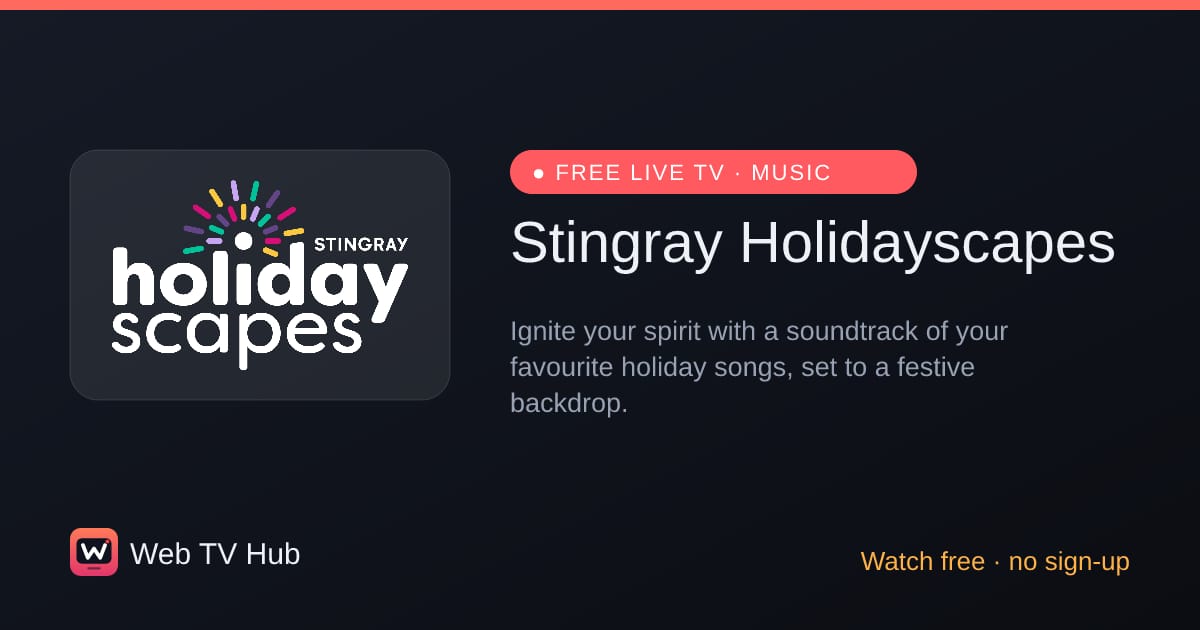 STINGRAY
holiday
scapes
• FREE LIVE TV · MUSIC
Stingray Holidayscapes
Ignite your spirit with a soundtrack of your
favourite holiday songs, set to a festive
backdrop.
W
Web TV Hub
Watch free · no sign-up